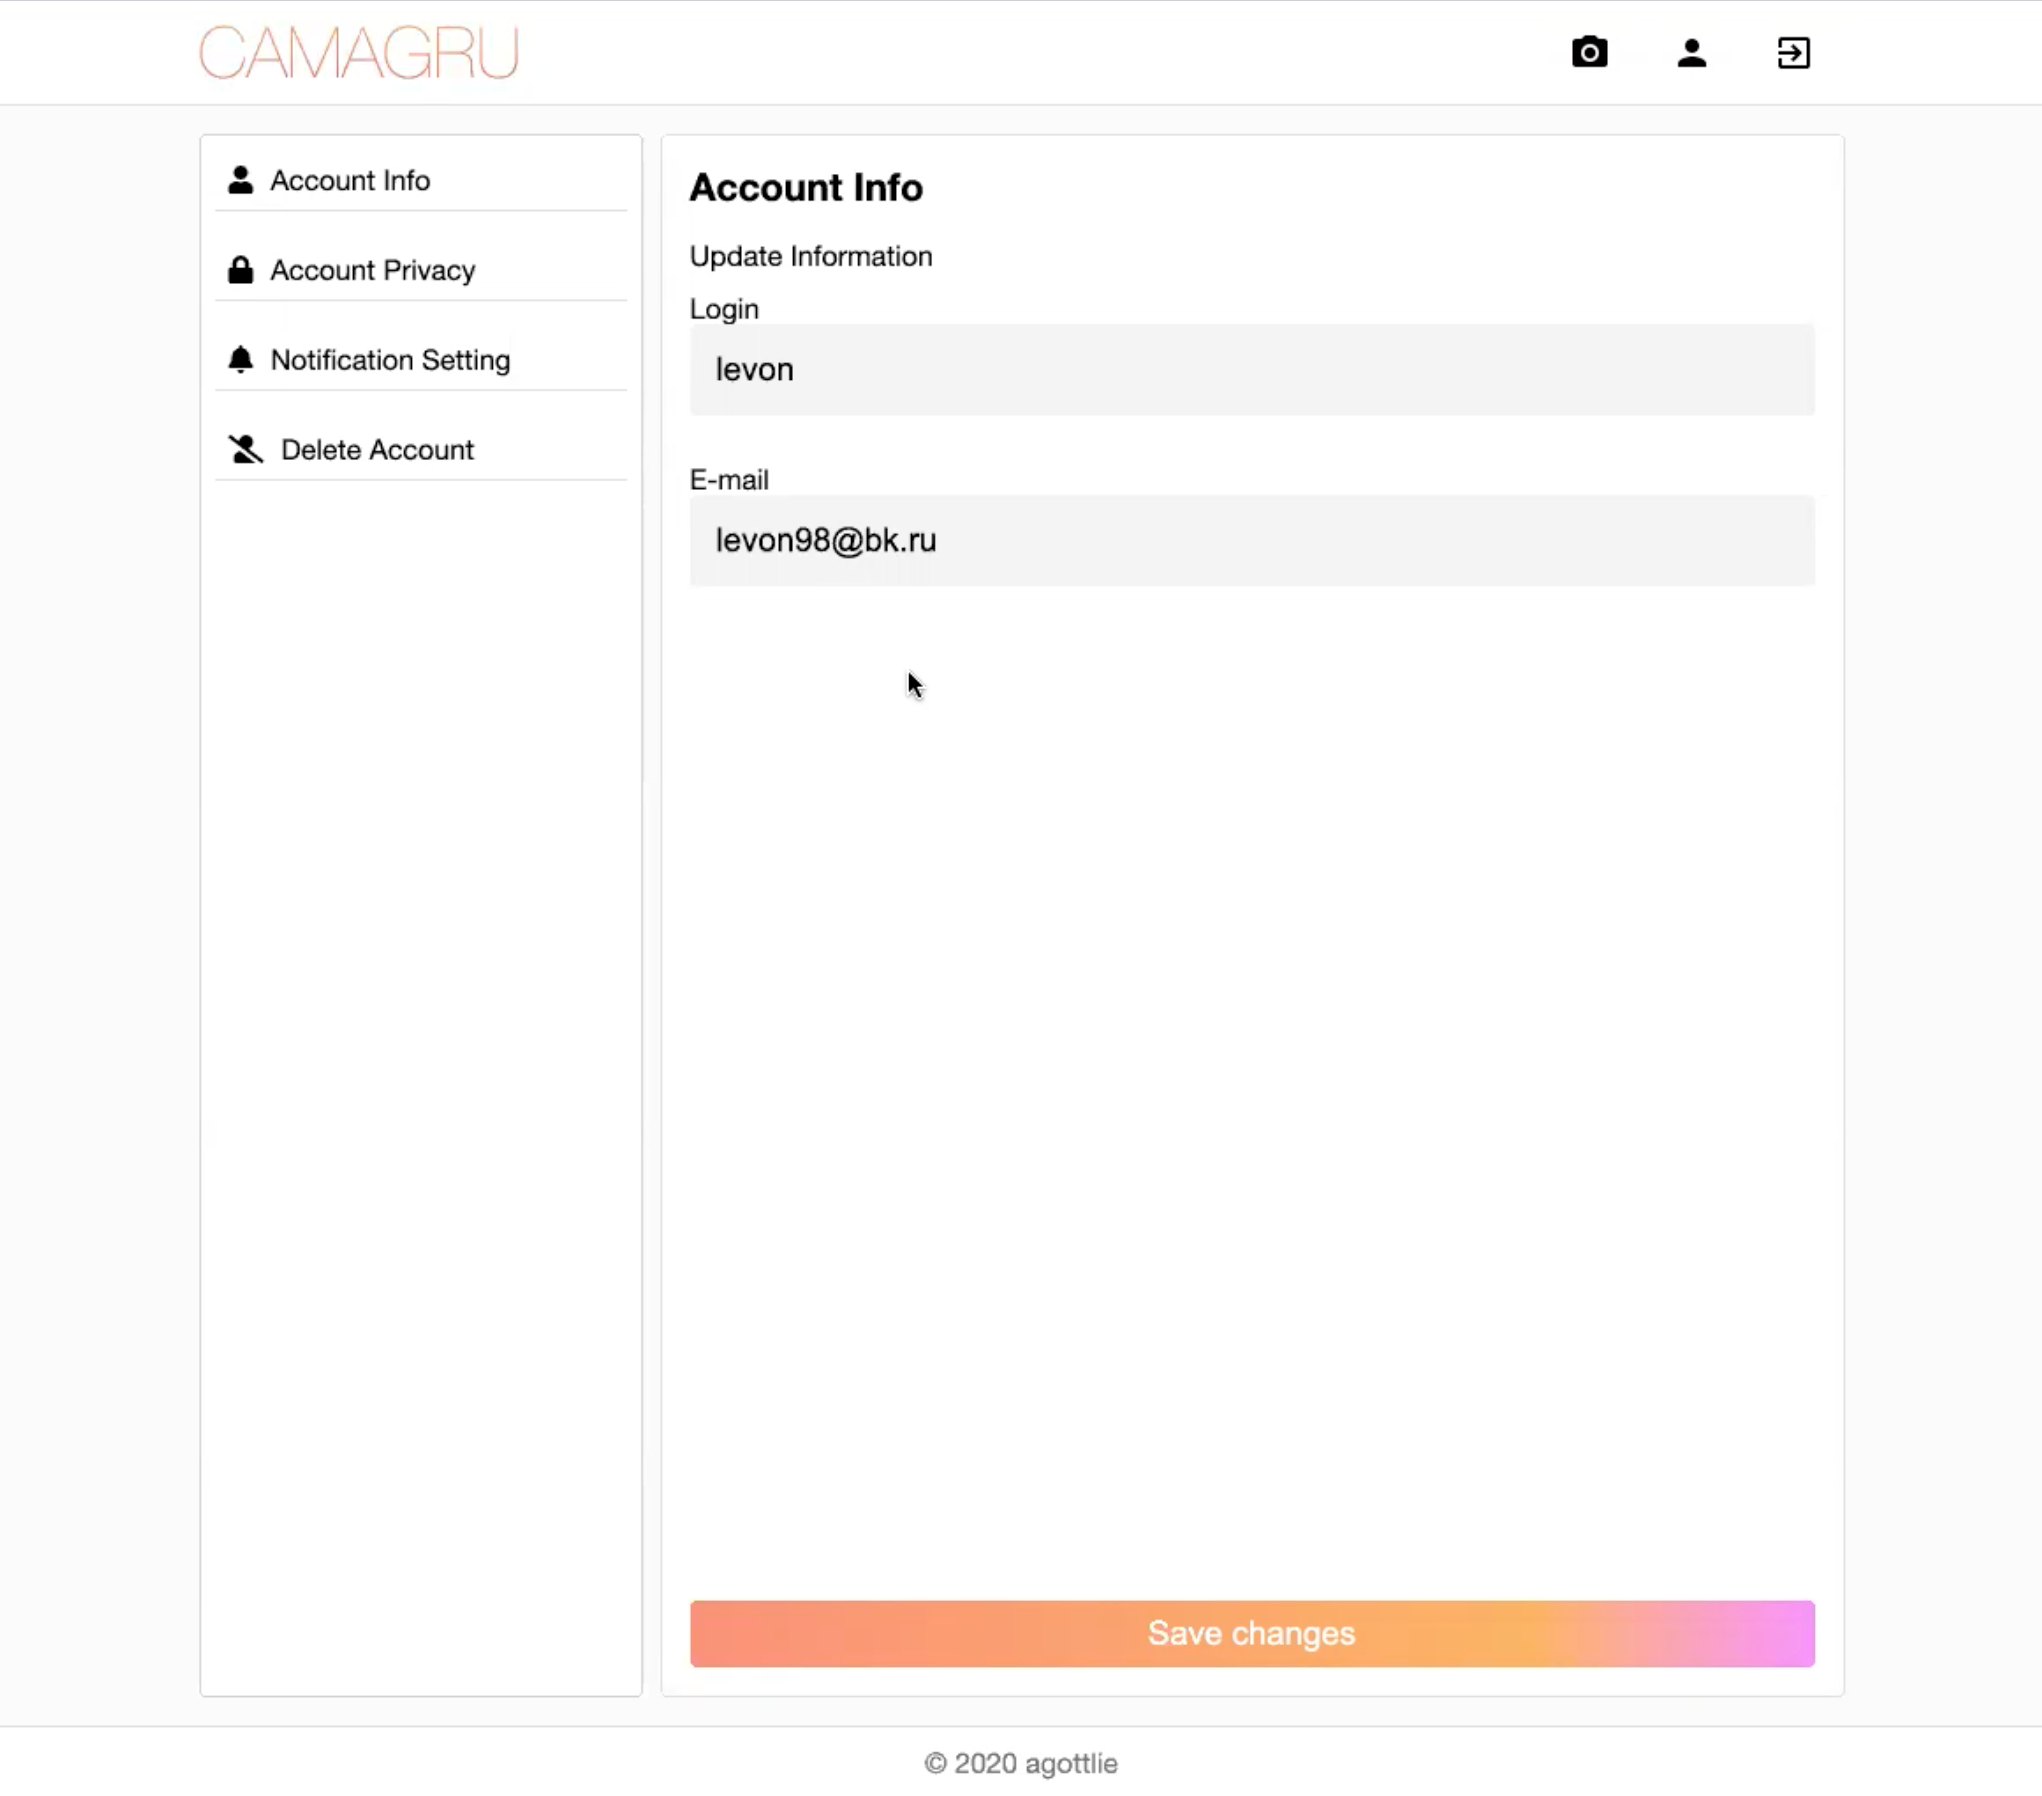 CAMAGRU
Account Info
Account Privacy
Notification Setting
Delete Account
Account Info
Update Information
Login
levon
E-mail
levon98@bk.ru
Save changes
© 2020 agottlie